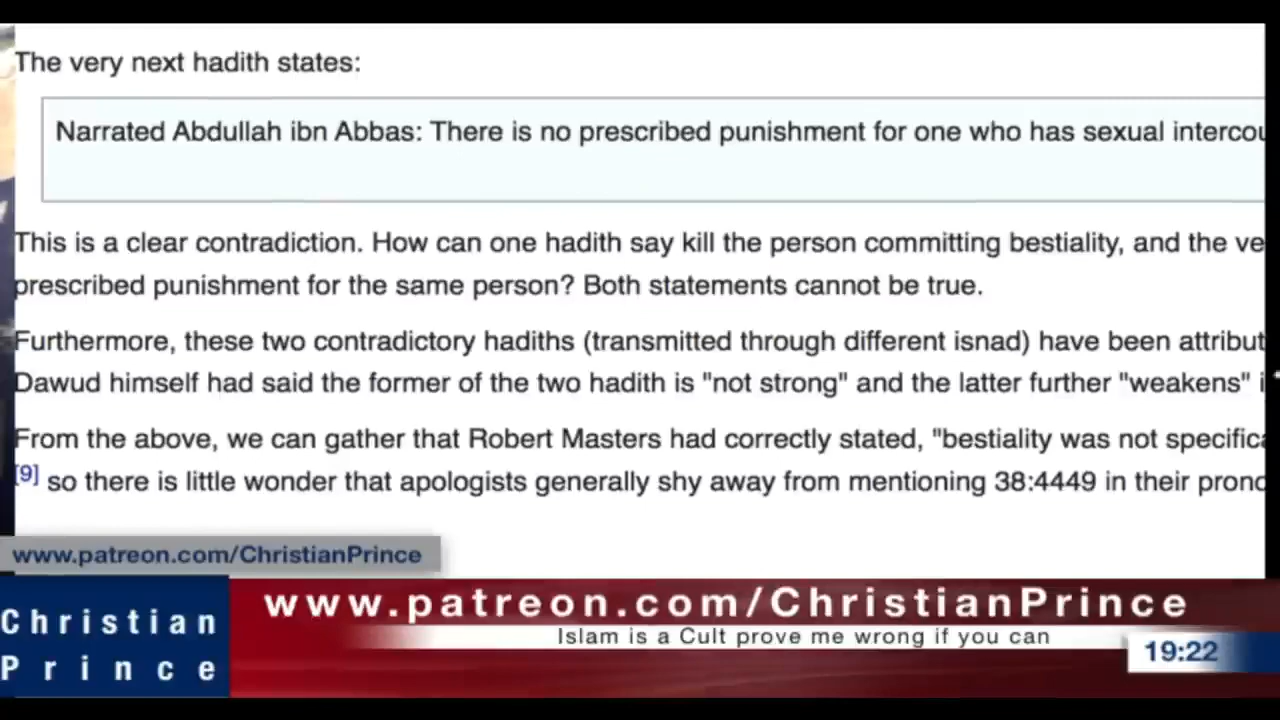 The very next hadith states:
Narrated Abdullah ibn Abbas: There is no prescribed punishment for one who has sexual
This is a clear contradiction. How can one hadith say kill the person committing bestiality, and the
prescribed punishment for the same person? Both statements cannot be true.
Furthermore, these two contradictory hadiths (transmitted through different isnad) have been
Dawud himself had said the former of the two hadith is "not strong" and the latter further "weakens"
From the above, we can gather that Robert Masters had correctly stated, "bestiality was not
[9] so there is little wonder that apologists generally shy away from mentioning 38:4449 in their
www.patreon.com/ChristianPrince
www.patreon.com/ChristianPrince
Islam is a Cult prove me wrong if you can
Christian
Prince
19:22